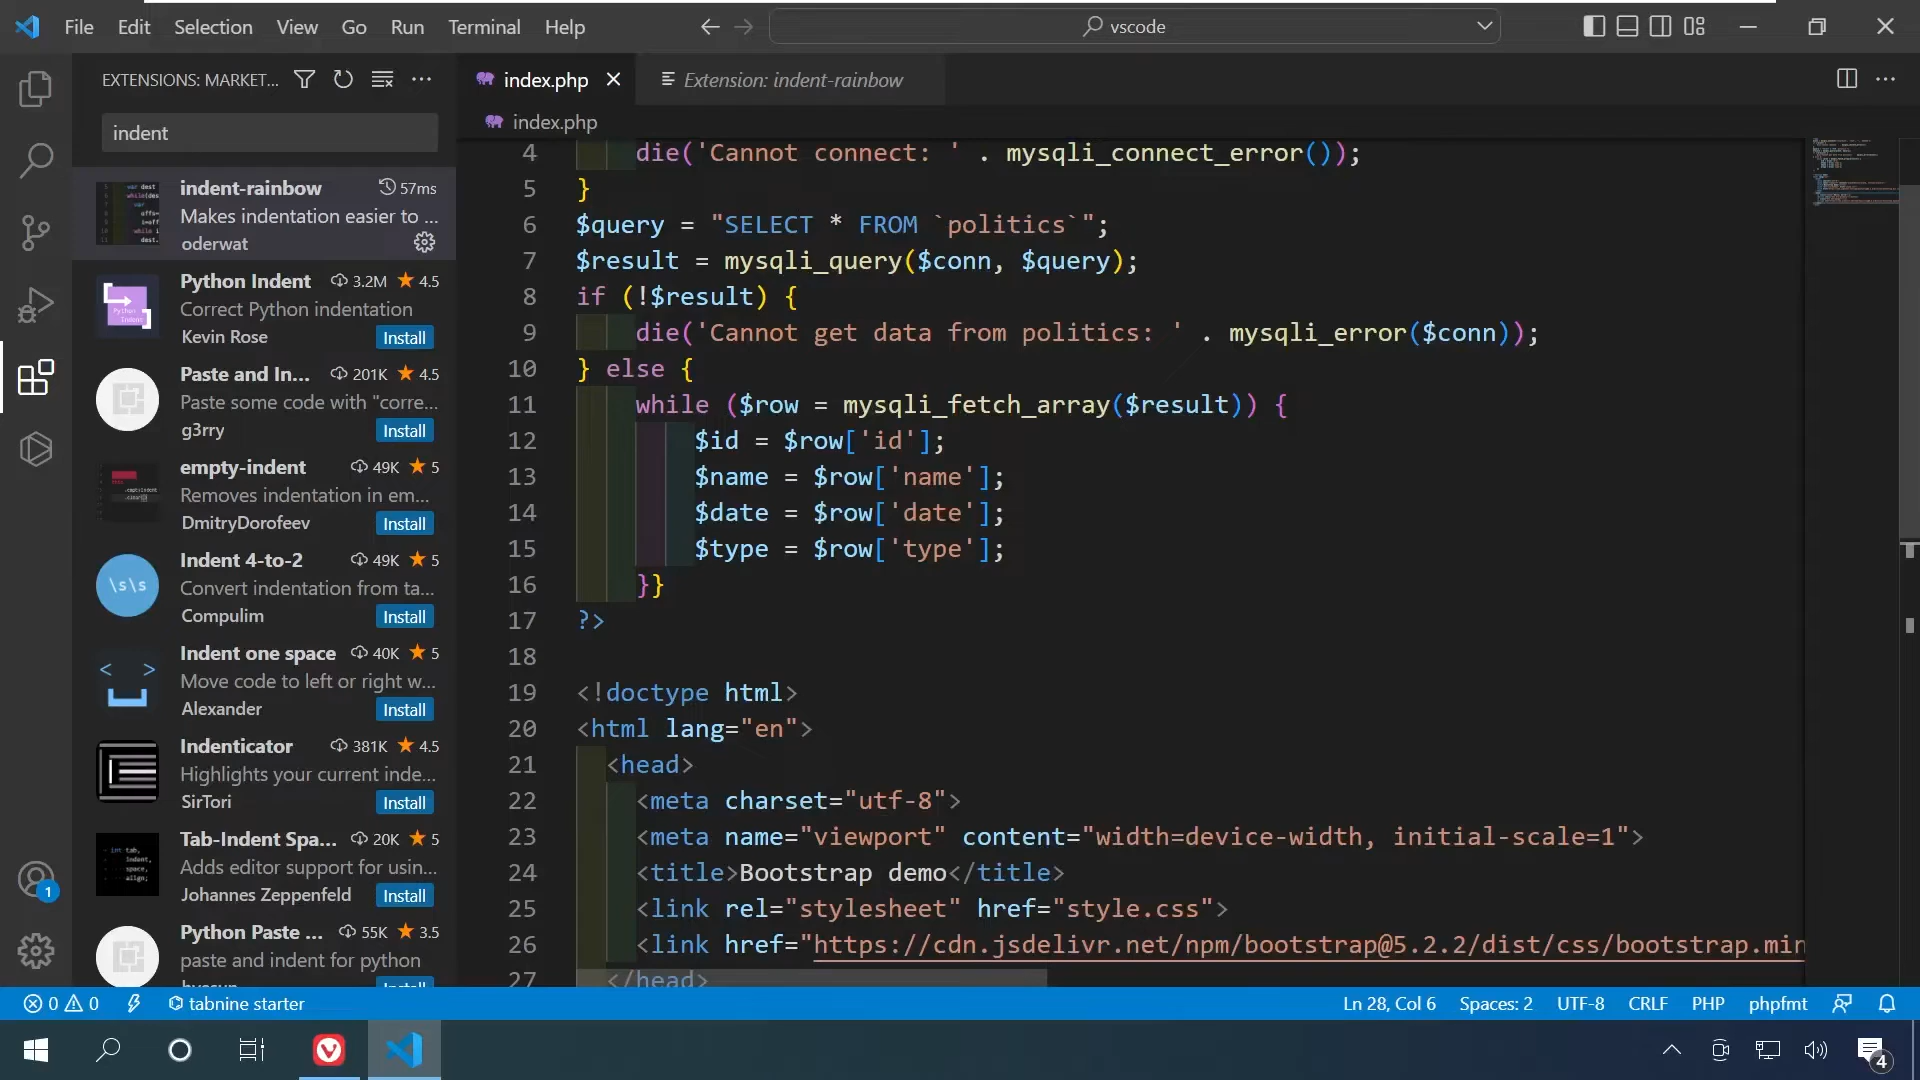 File Edit Selection View Go Run Terminal Help
vscode
EXTENSIONS: MARKET...
indent
indent-rainbow 57ms
Makes indentation easier to ...
oderwat
Python Indent 3.2M 4.5
Correct Python indentation
Kevin Rose Install
Paste and In... 201K 4.5
Paste some code with "corre...
g3rry Install
empty-indent 49K 5
Removes indentation in em...
DmitryDorofeev Install
\s\s
Indent 4-to-2 49K 5
Convert indentation from ta...
Compulim Install
Indent one space 40K 5
Move code to left or right w...
Alexander Install
Indenticator 381K 4.5
Highlights your current inde...
SirTori Install
Tab-Indent Spa... 20K 5
Adds editor support for usin...
Johannes Zeppenfeld Install
Python Paste ... 55K 3.5
paste and indent for python
Install
index.php
Extension: indent-rainbow
index.php
4 die('Cannot connect: ' . mysqli_connect_error());
5 }
6 $query = "SELECT * FROM `politics`";
7 $result = mysqli_query($conn, $query);
8 if (!$result) {
9 die('Cannot get data from politics: ' . mysqli_error($conn));
10 } else {
11 while ($row = mysqli_fetch_array($result)) {
12 $id = $row['id'];
13 $name = $row['name'];
14 $date = $row['date'];
15 $type = $row['type'];
16 }}
17 ?>
18
19 <!doctype html>
20 <html lang="en">
21 <head>
22 <meta charset="utf-8">
23 <meta name="viewport" content="width=device-width, initial-scale=1">
24 <title>Bootstrap demo</title>
25 <link rel="stylesheet" href="style.css">
26 <link href="https://cdn.jsdelivr.net/npm/bootstrap@5.2.2/dist/css/bootstrap.min
27 </head>
1
0 0 tabnine starter
Ln 28, Col 6 Spaces: 2 UTF-8 CRLF PHP phpfmt
4